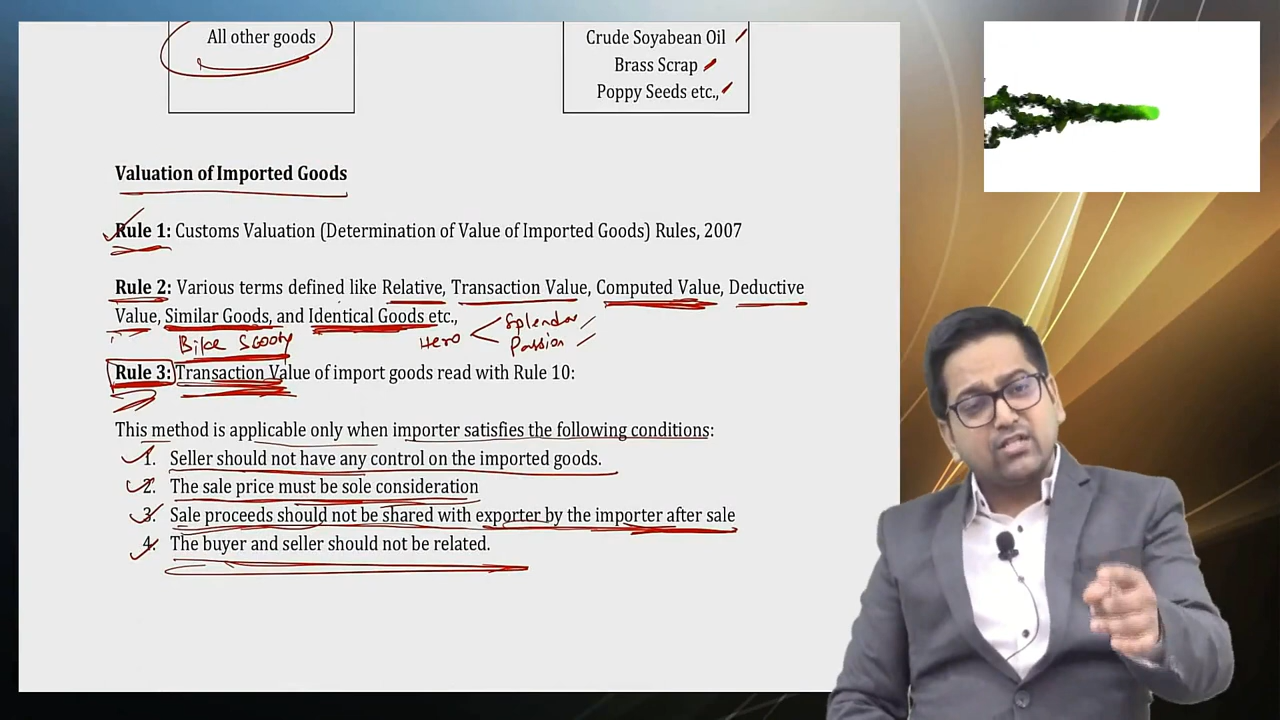 All other goods
Crude Soyabean Oil
Brass Scrap
Poppy Seeds etc.,
Valuation of Imported Goods
Rule 1: Customs Valuation (Determination of Value of Imported Goods) Rules, 2007
Rule 2: Various terms defined like Relative, Transaction Value, Computed Value, Deductive
Value, Similar Goods, and Identical Goods etc.,
Bike Scooty
Hero
Splendar
Passion
Rule 3: Transaction Value of import goods read with Rule 10:
This method is applicable only when importer satisfies the following conditions:
1. Seller should not have any control on the imported goods.
2. The sale price must be sole consideration
3. Sale proceeds should not be shared with exporter by the importer after sale
4. The buyer and seller should not be related.